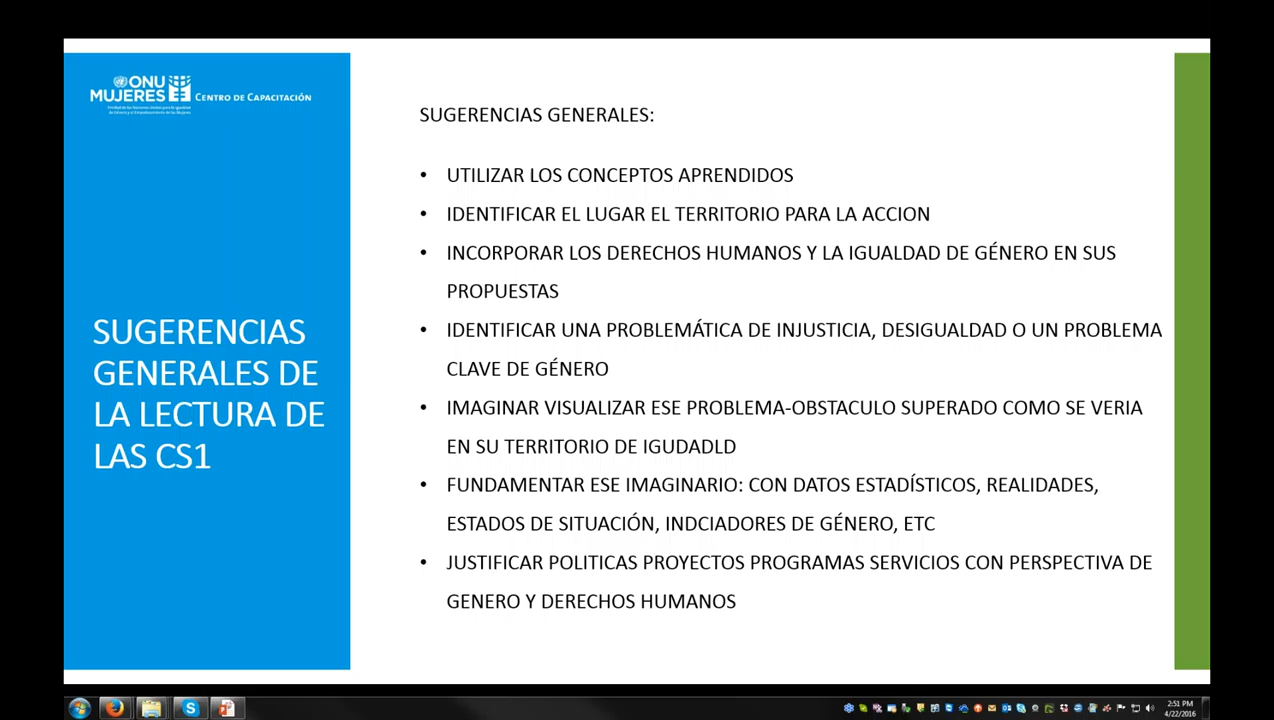 ONU
MUJERES
CENTRO DE CAPACITACIÓN
SUGERENCIAS
GENERALES DE
LA LECTURA DE
LAS CS1
SUGERENCIAS GENERALES:
• UTILIZAR LOS CONCEPTOS APRENDIDOS
• IDENTIFICAR EL LUGAR EL TERRITORIO PARA LA ACCION
• INCORPORAR LOS DERECHOS HUMANOS Y LA IGUALDAD DE GÉNERO EN SUS
PROPUESTAS
• IDENTIFICAR UNA PROBLEMÁTICA DE INJUSTICIA, DESIGUALDAD O UN PROBLEMA
CLAVE DE GÉNERO
• IMAGINAR VISUALIZAR ESE PROBLEMA-OBSTACULO SUPERADO COMO SE VERIA
EN SU TERRITORIO DE IGUDADLD
• FUNDAMENTAR ESE IMAGINARIO: CON DATOS ESTADÍSTICOS, REALIDADES,
ESTADOS DE SITUACIÓN, INDCIADORES DE GÉNERO, ETC
• JUSTIFICAR POLITICAS PROYECTOS PROGRAMAS SERVICIOS CON PERSPECTIVA DE
GENERO Y DERECHOS HUMANOS
2:51 PM
4/22/2016